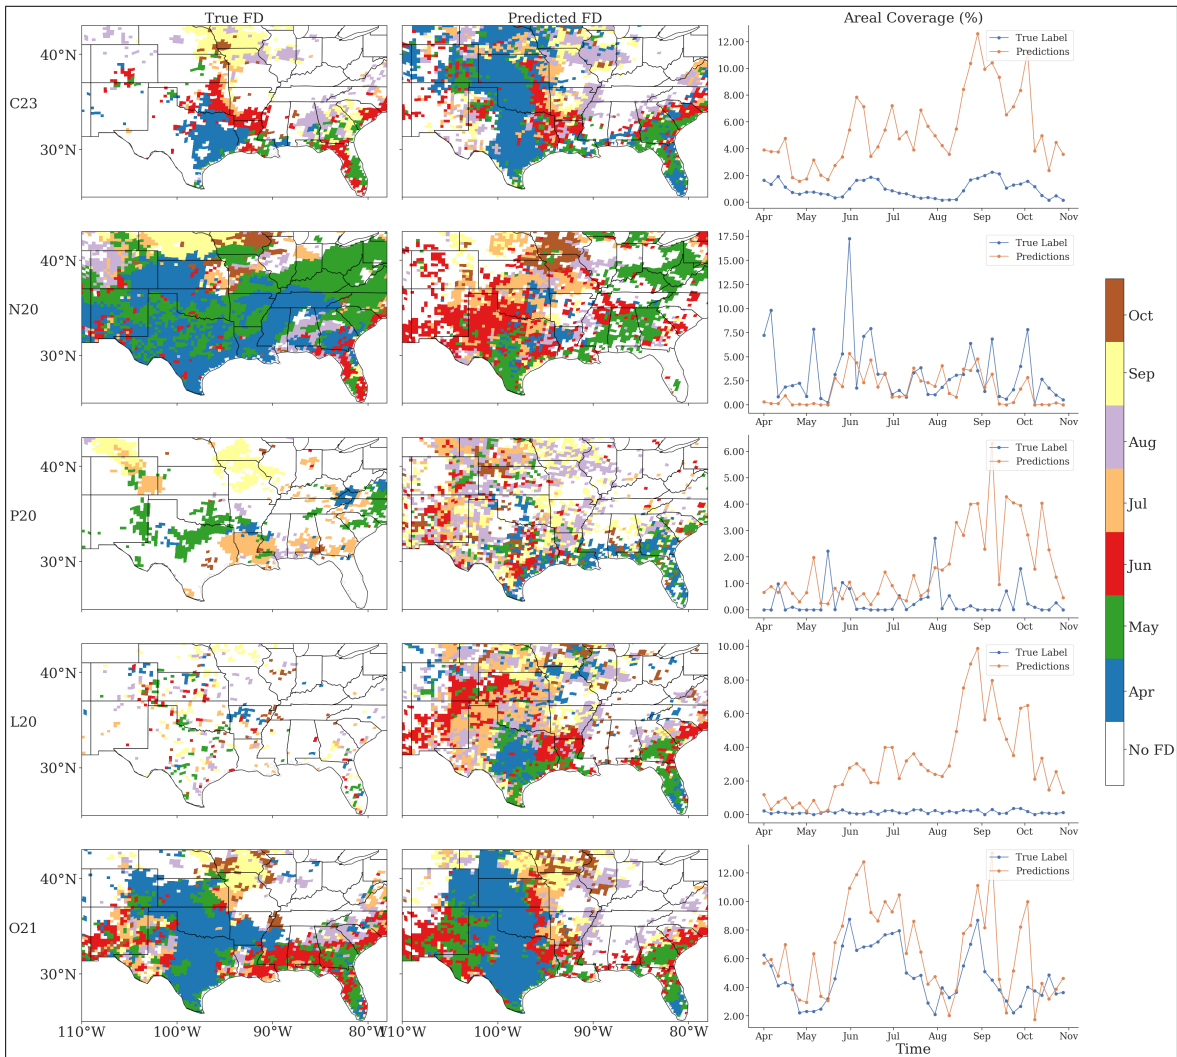 True FD Predicted FD Areal Coverage (%)
C23
40°N
30°N
12.00
10.00
8.00
6.00
4.00
2.00
0.00
True Label
Predictions
Apr May Jun Jul Aug Sep Oct Nov
N20
40°N
30°N
17.50
15.00
12.50
10.00
7.50
5.00
2.50
0.00
True Label
Predictions
Apr May Jun Jul Aug Sep Oct Nov
P20
40°N
30°N
6.00
5.00
4.00
3.00
2.00
1.00
0.00
True Label
Predictions
Apr May Jun Jul Aug Sep Oct Nov
L20
40°N
30°N
10.00
8.00
6.00
4.00
2.00
0.00
True Label
Predictions
Apr May Jun Jul Aug Sep Oct Nov
O21
40°N
30°N
110°W 100°W 90°W 80°W
110°W 100°W 90°W 80°W
12.00
10.00
8.00
6.00
4.00
2.00
True Label
Predictions
Apr May Jun Jul Aug Sep Oct Nov
Time
Oct
Sep
Aug
Jul
Jun
May
Apr
No FD